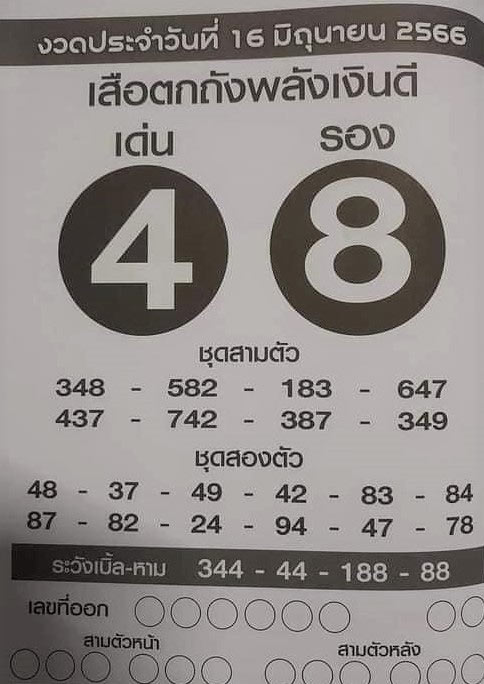 งวดประจำวันที่ 16 มิถุนายน 2566
เสือตกถังพลังเงินดี
เด่น รอง
4 8
ชุดสามตัว
348 - 582 - 183 - 647
437 - 742 - 387 - 349
ชุดสองตัว
48 - 37 - 49 - 42 - 83 - 84
87 - 82 - 24 - 94 - 47 - 78
ระวังเบิ้ล-หาม 344 - 44 - 188 - 88
เลขที่ออก
สามตัวหน้า สามตัวหลัง